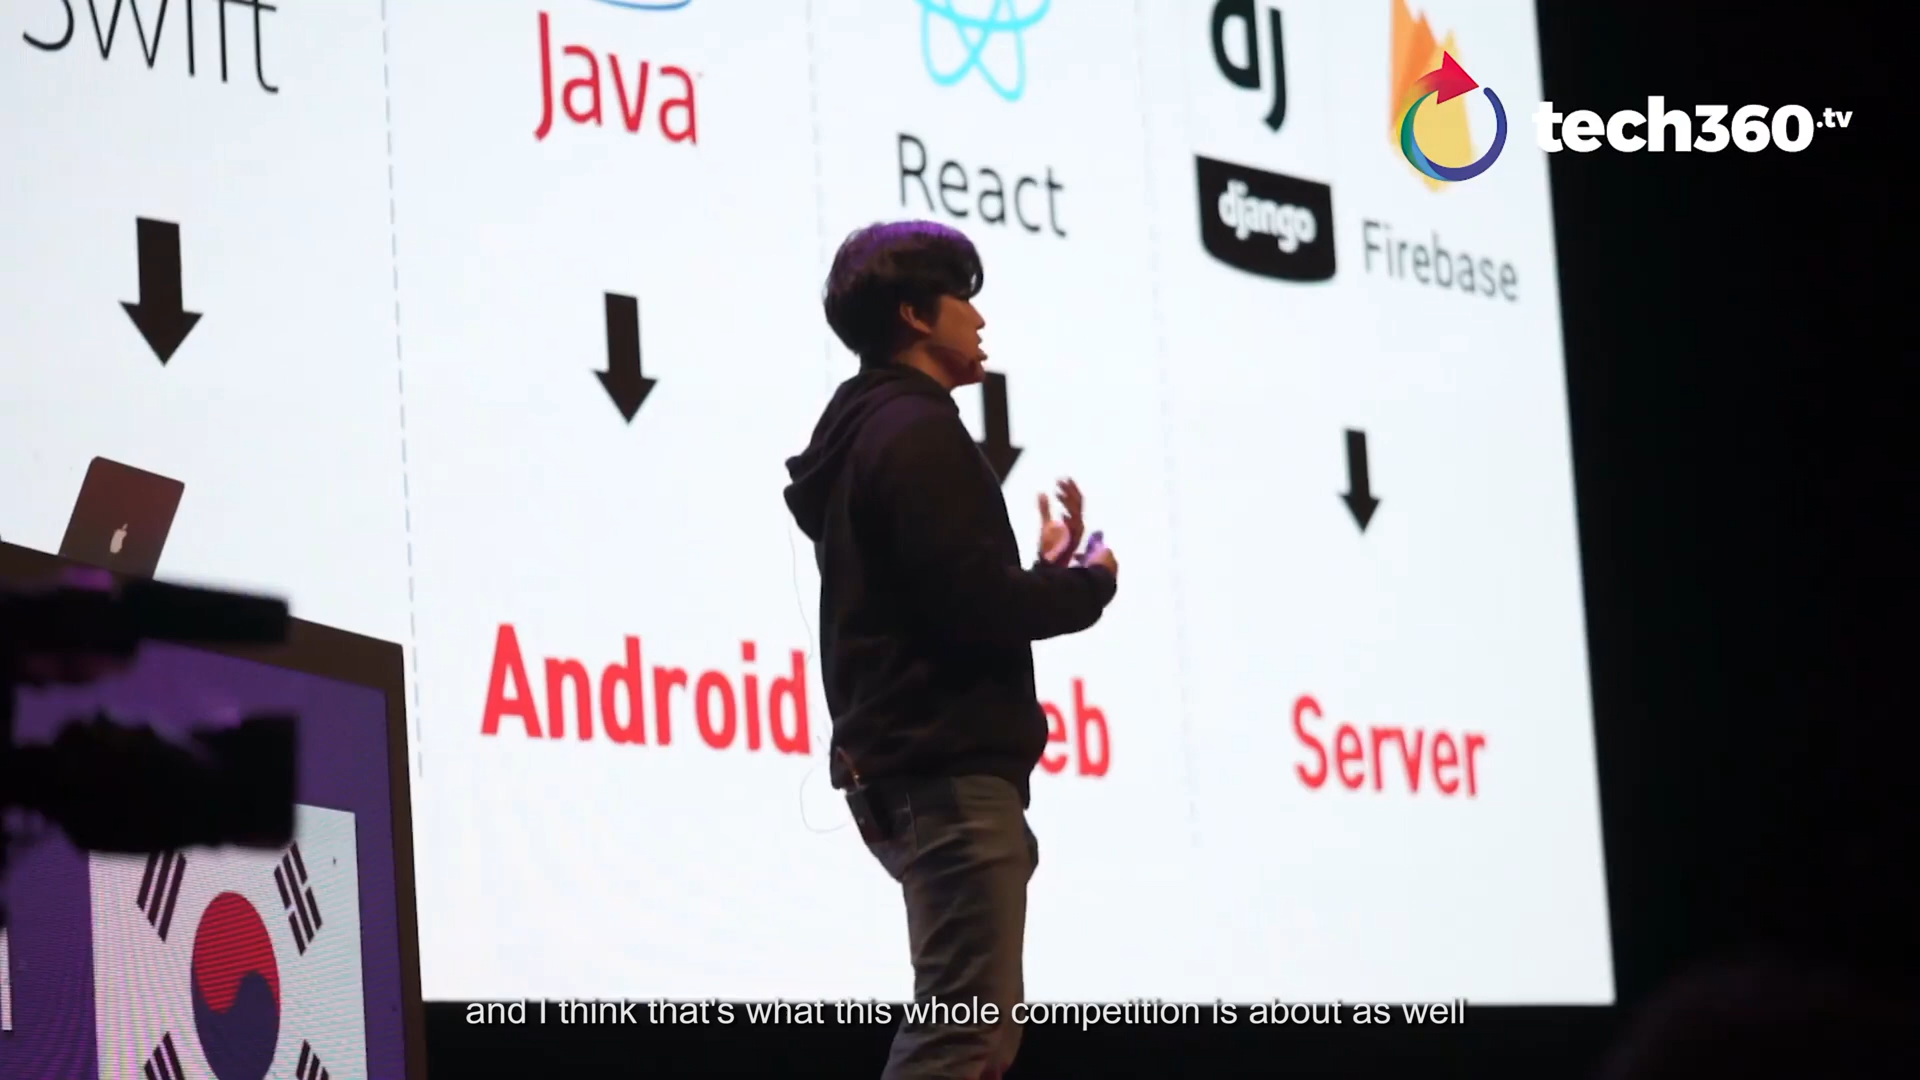 Swift
Java
React
dj
django
Firebase
tech360.tv
Android
eb
Server
and I think that's what this whole competition is about as well